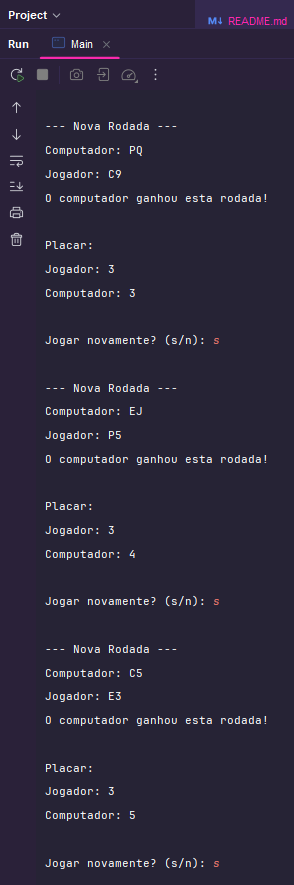 Project
M↓ README.md
Run
Main
--- Nova Rodada ---
Computador: PQ
Jogador: C9
O computador ganhou esta rodada!
Placar:
Jogador: 3
Computador: 3
Jogar novamente? (s/n): s
--- Nova Rodada ---
Computador: EJ
Jogador: P5
O computador ganhou esta rodada!
Placar:
Jogador: 3
Computador: 4
Jogar novamente? (s/n): s
--- Nova Rodada ---
Computador: C5
Jogador: E3
O computador ganhou esta rodada!
Placar:
Jogador: 3
Computador: 5
Jogar novamente? (s/n): s